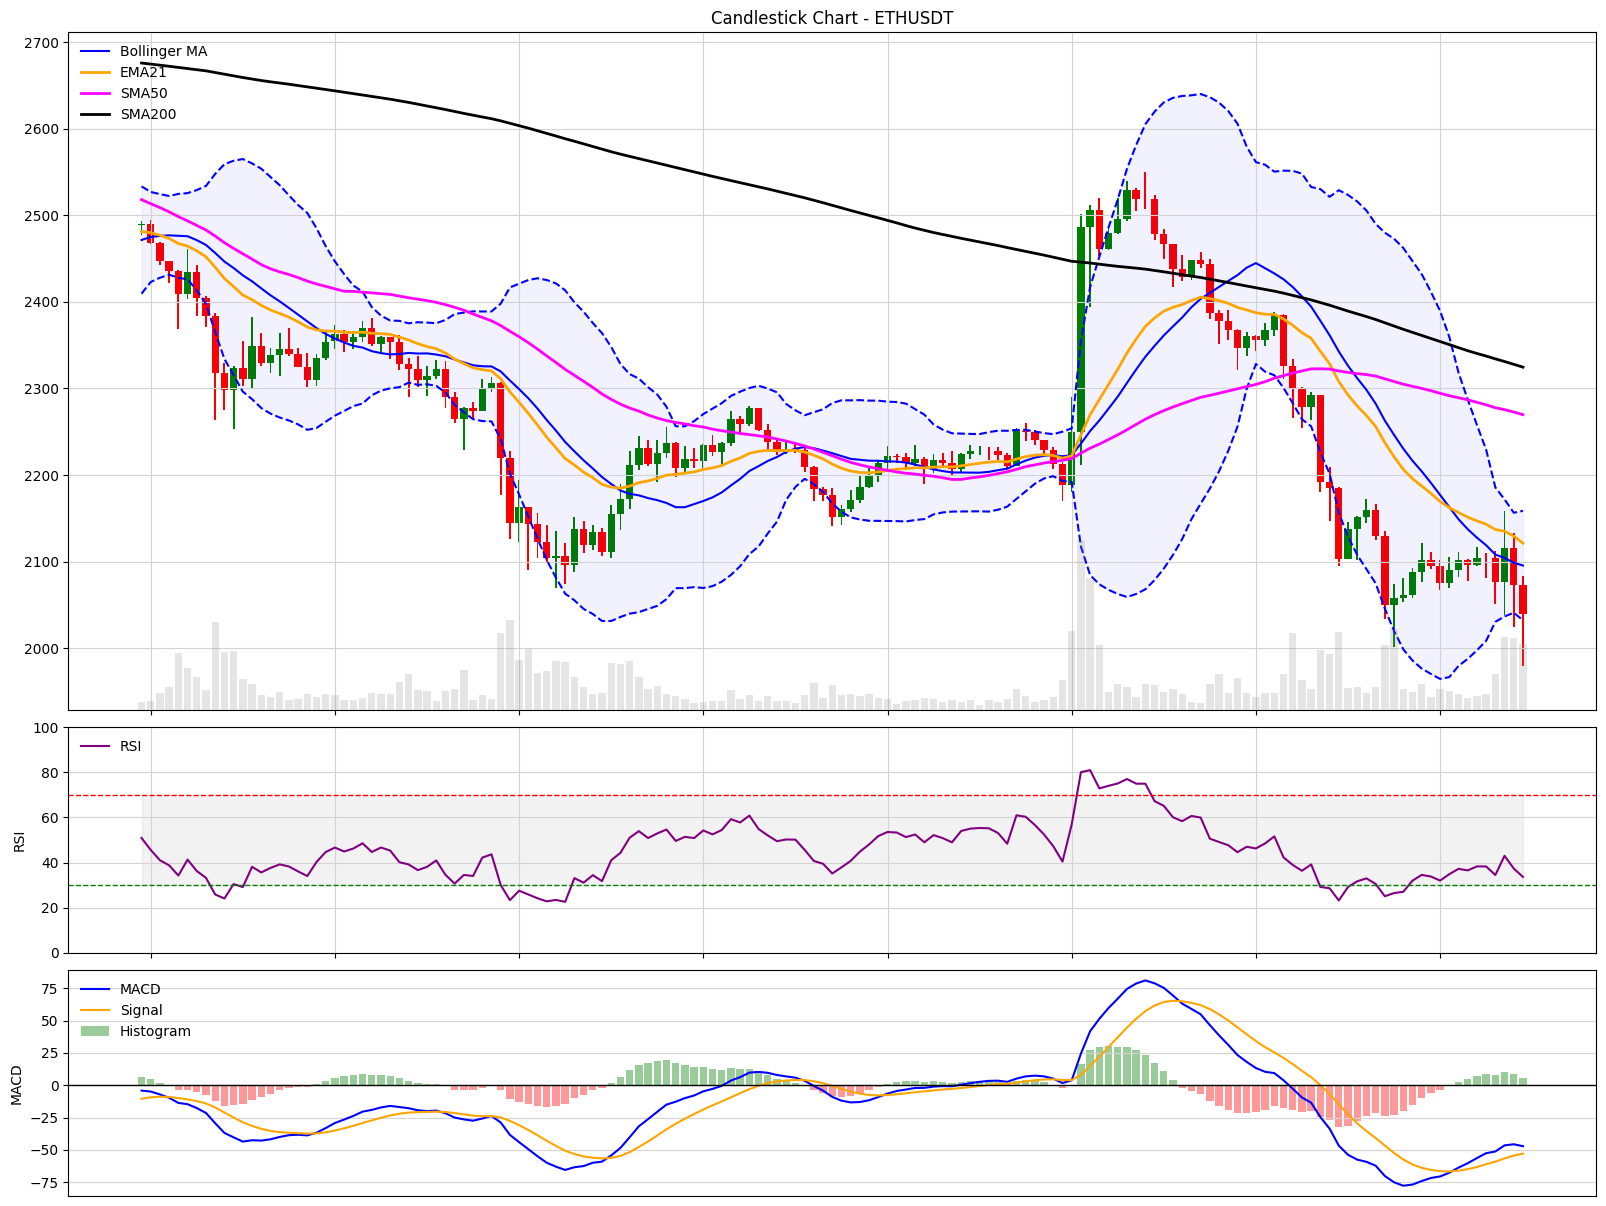 Candlestick Chart - ETHUSDT
Bollinger MA
EMA21
SMA50
SMA200
2700
2600
2500
2400
2300
2200
2100
2000
RSI
RSI
100
80
60
40
20
0
MACD
Signal
Histogram
MACD
75
50
25
0
−25
−50
−75